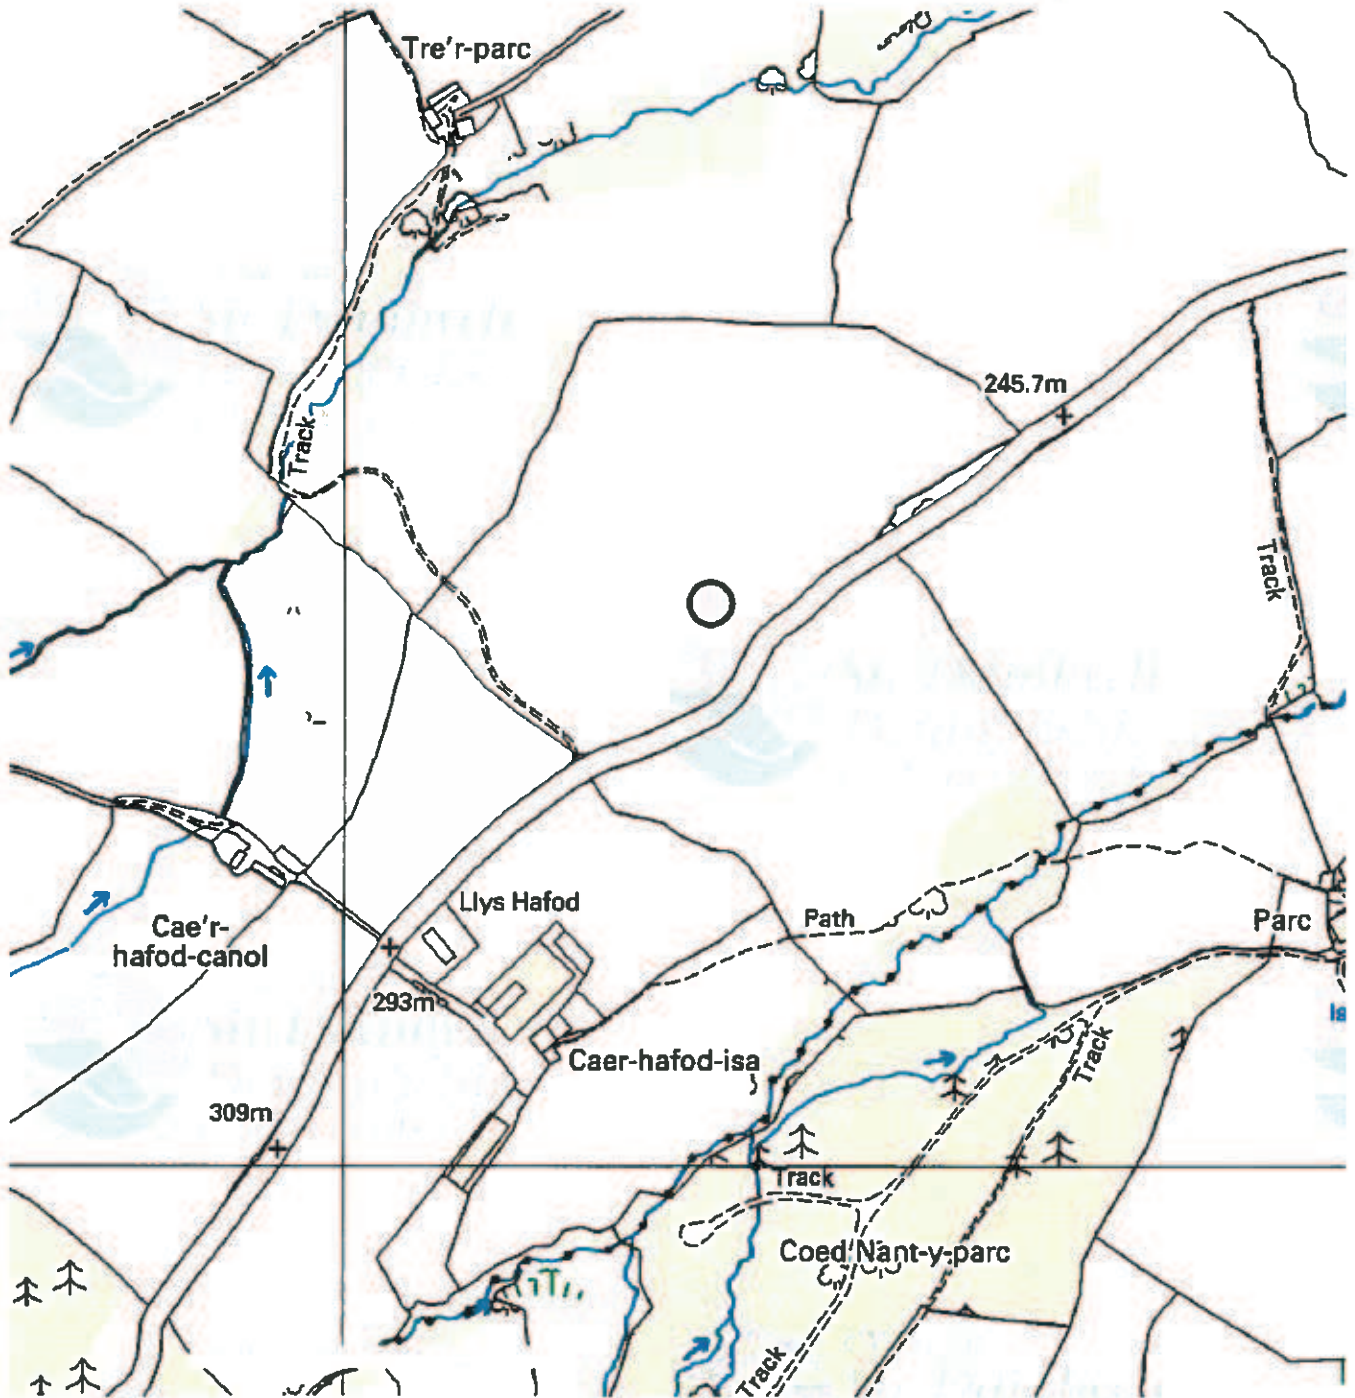 Tre'r-parc
245.7m
Track
Track
Llys Hafod
Path
Parc
Cae'r-
hafod-canol
293m
Is
Caer-hafod-isa
Track
309m
Track
Coed Nant-y-parc
Track